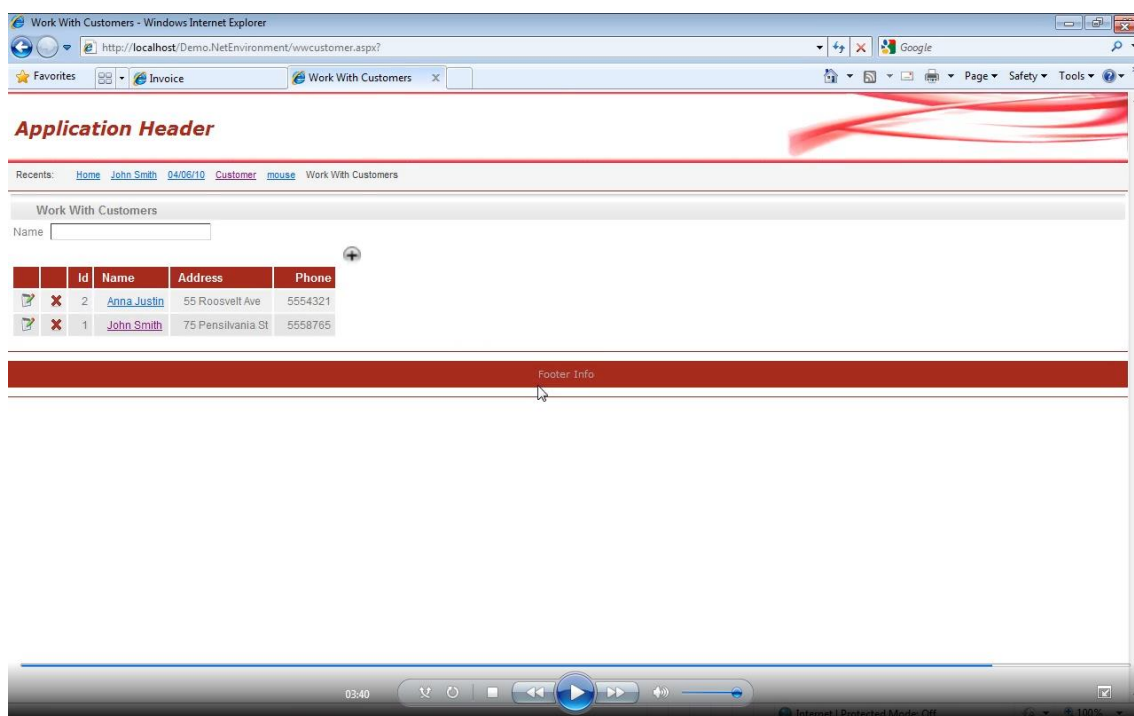 Work With Customers - Windows Internet Explorer
http://localhost/Demo.NetEnvironment/wwcustomer.aspx?
Google
Favorites
Invoice
Work With Customers
X
Page
Safety
Tools
Application Header
Recents: Home John Smith 04/06/10 Customer mouse Work With Customers
Work With Customers
Name
Id Name Address Phone
2 Anna Justin 55 Roosvelt Ave 5554321
1 John Smith 75 Pensilvania St 5558765
Footer Info
03:40
Internet | Protected Mode: Off
100%